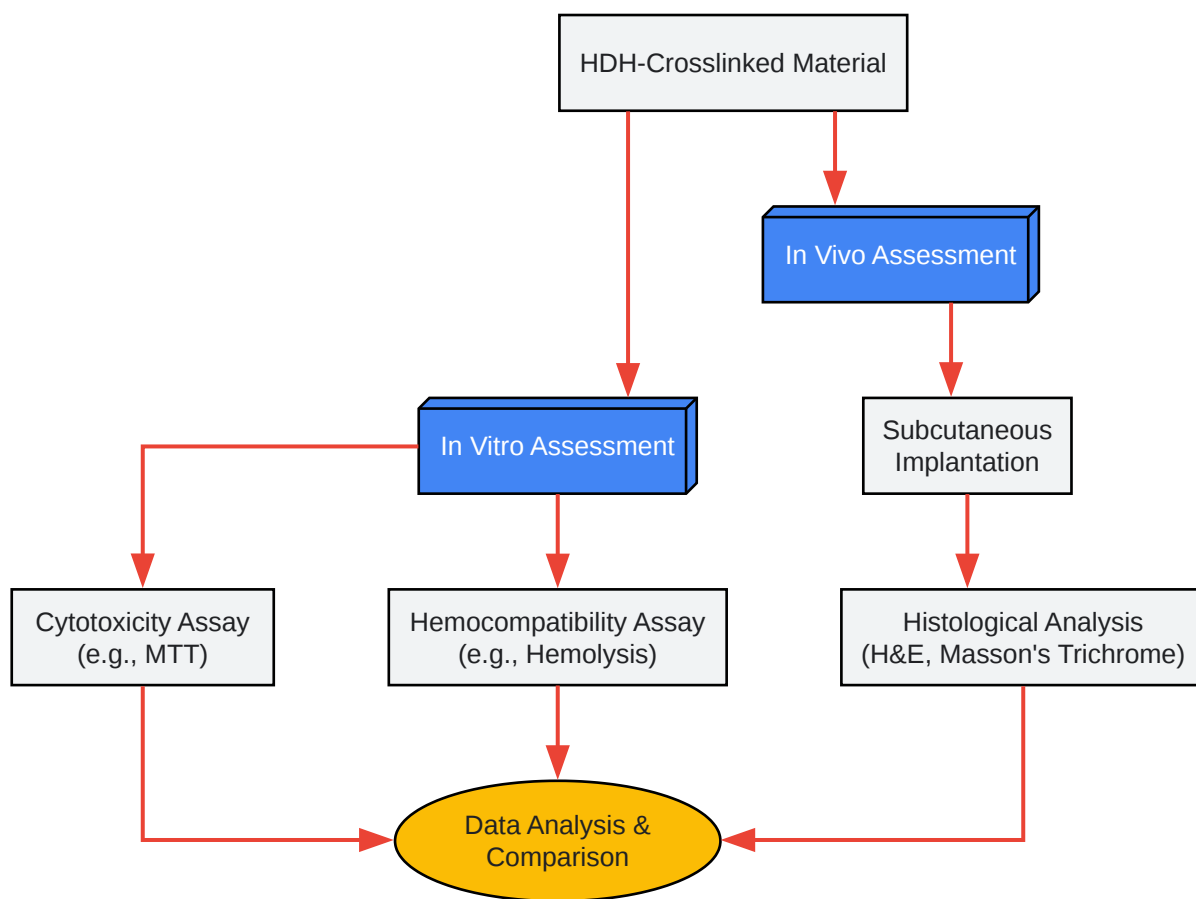 HDH-Crosslinked Material
In Vivo Assessment
In Vitro Assessment
Subcutaneous
Implantation
Cytotoxicity Assay
(e.g., MTT)
Hemocompatibility Assay
(e.g., Hemolysis)
Histological Analysis
(H&E, Masson's Trichrome)
Data Analysis &
Comparison